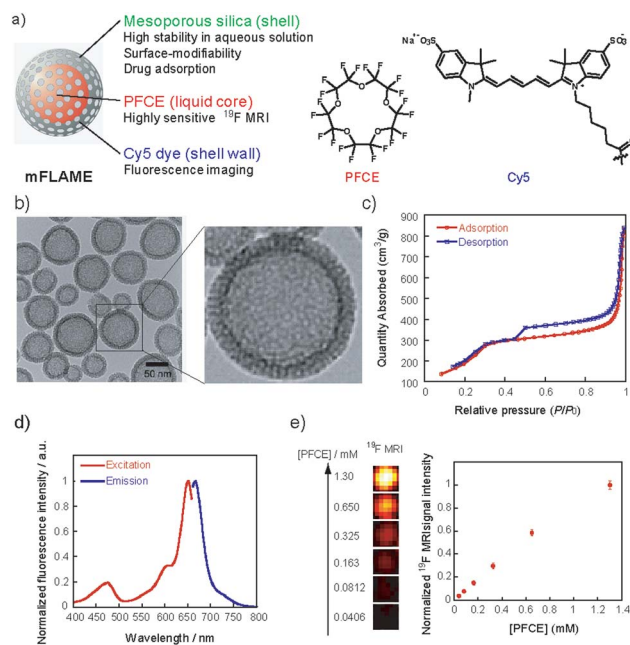 a)
Mesoporous silica (shell)
High stability in aqueous solution
Surface-modifiability
Drug adsorption
PFCE (liquid core)
Highly sensitive ¹⁹F MRI
Cy5 dye (shell wall)
Fluorescence imaging
mFLAME
F F F F
F F
F F
O O
F F
F F
O O
F F
O
F F
F F F F
PFCE
Na⁺⁻O₃S
SO₃⁻
N
N⁺
O
Cy5
b)
50 nm
c)
Quantity Absorbed (cm³/g)
900
800
700
600
500
400
300
200
100
Adsorption
Desorption
0 0.2 0.4 0.6 0.8 1
Relative pressure (P/P₀)
d)
Normalized fluorescence intensity / a.u.
1
0.8
0.6
0.4
0.2
0
Excitation
Emission
400 450 500 550 600 650 700 750 800
Wavelength / nm
e)
[PFCE] / mM
¹⁹F MRI
1.30
0.650
0.325
0.163
0.0812
0.0406
Normalized ¹⁹F MRIsignal intensity
1
0.8
0.6
0.4
0.2
0
0 0.2 0.4 0.6 0.8 1 1.2 1.4
[PFCE] (mM)